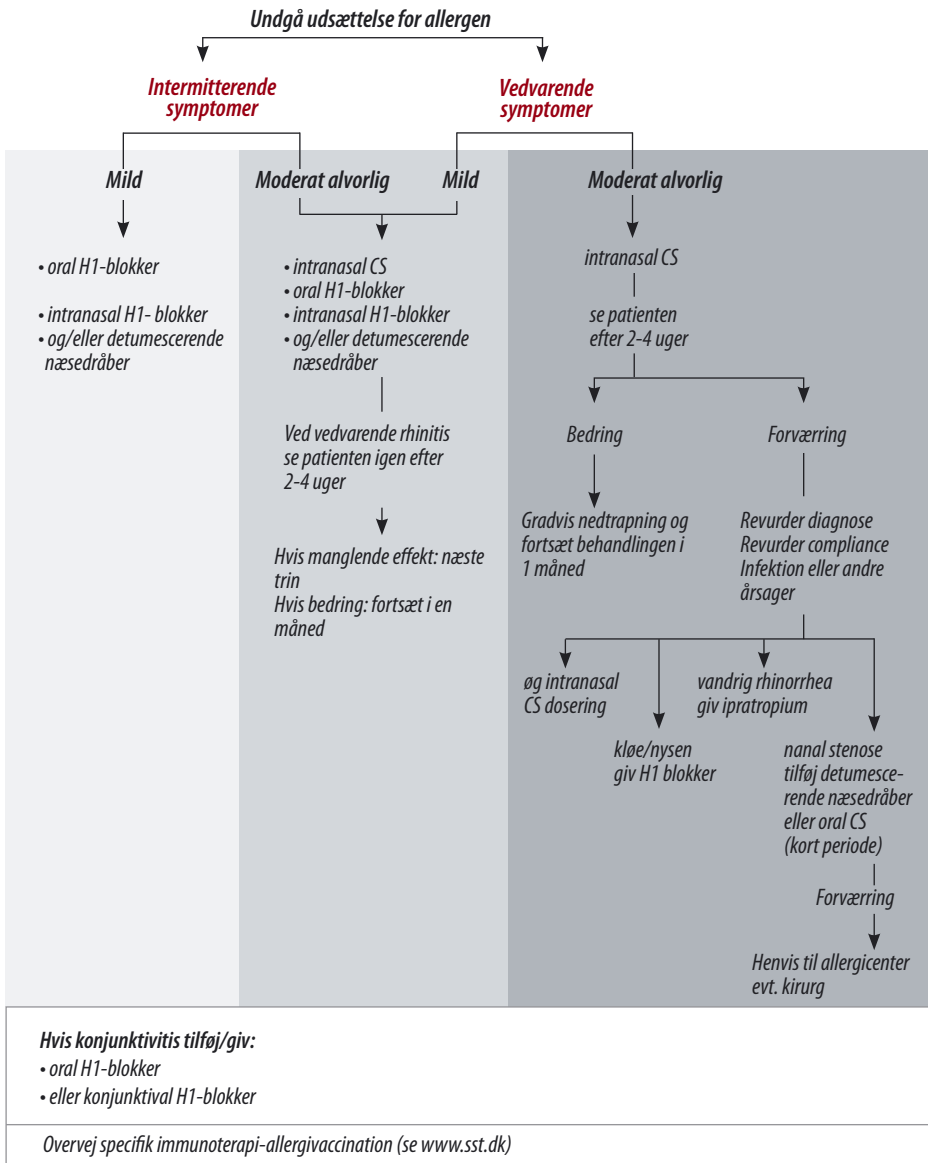 Undgå udsættelse for allergen
Intermitterende
symptomer
Vedvarende
symptomer
Mild
Moderat alvorlig
Mild
Moderat alvorlig
• oral H1-blokker
• intranasal H1- blokker
• og/eller detumescerende
næsedråber
• intranasal CS
• oral H1-blokker
• intranasal H1-blokker
• og/eller detumescerende
næsedråber
Ved vedvarende rhinitis
se patienten igen efter
2-4 uger
Hvis manglende effekt: næste
trin
Hvis bedring: fortsæt i en
måned
intranasal CS
se patienten
efter 2-4 uger
Bedring
Forværring
Gradvis nedtrapning og
fortsæt behandlingen i
1 måned
Revurder diagnose
Revurder compliance
Infektion eller andre
årsager
øg intranasal
CS dosering
vandrig rhinorrhea
giv ipratropium
kløe/nysen
giv H1 blokker
nanal stenose
tilføj detumesce-
rende næsedråber
eller oral CS
(kort periode)
Forværring
Henvis til allergicenter
evt. kirurg
Hvis konjunktivitis tilføj/giv:
• oral H1-blokker
• eller konjunktival H1-blokker
Overvej specifik immunoterapi-allergivaccination (se www.sst.dk)